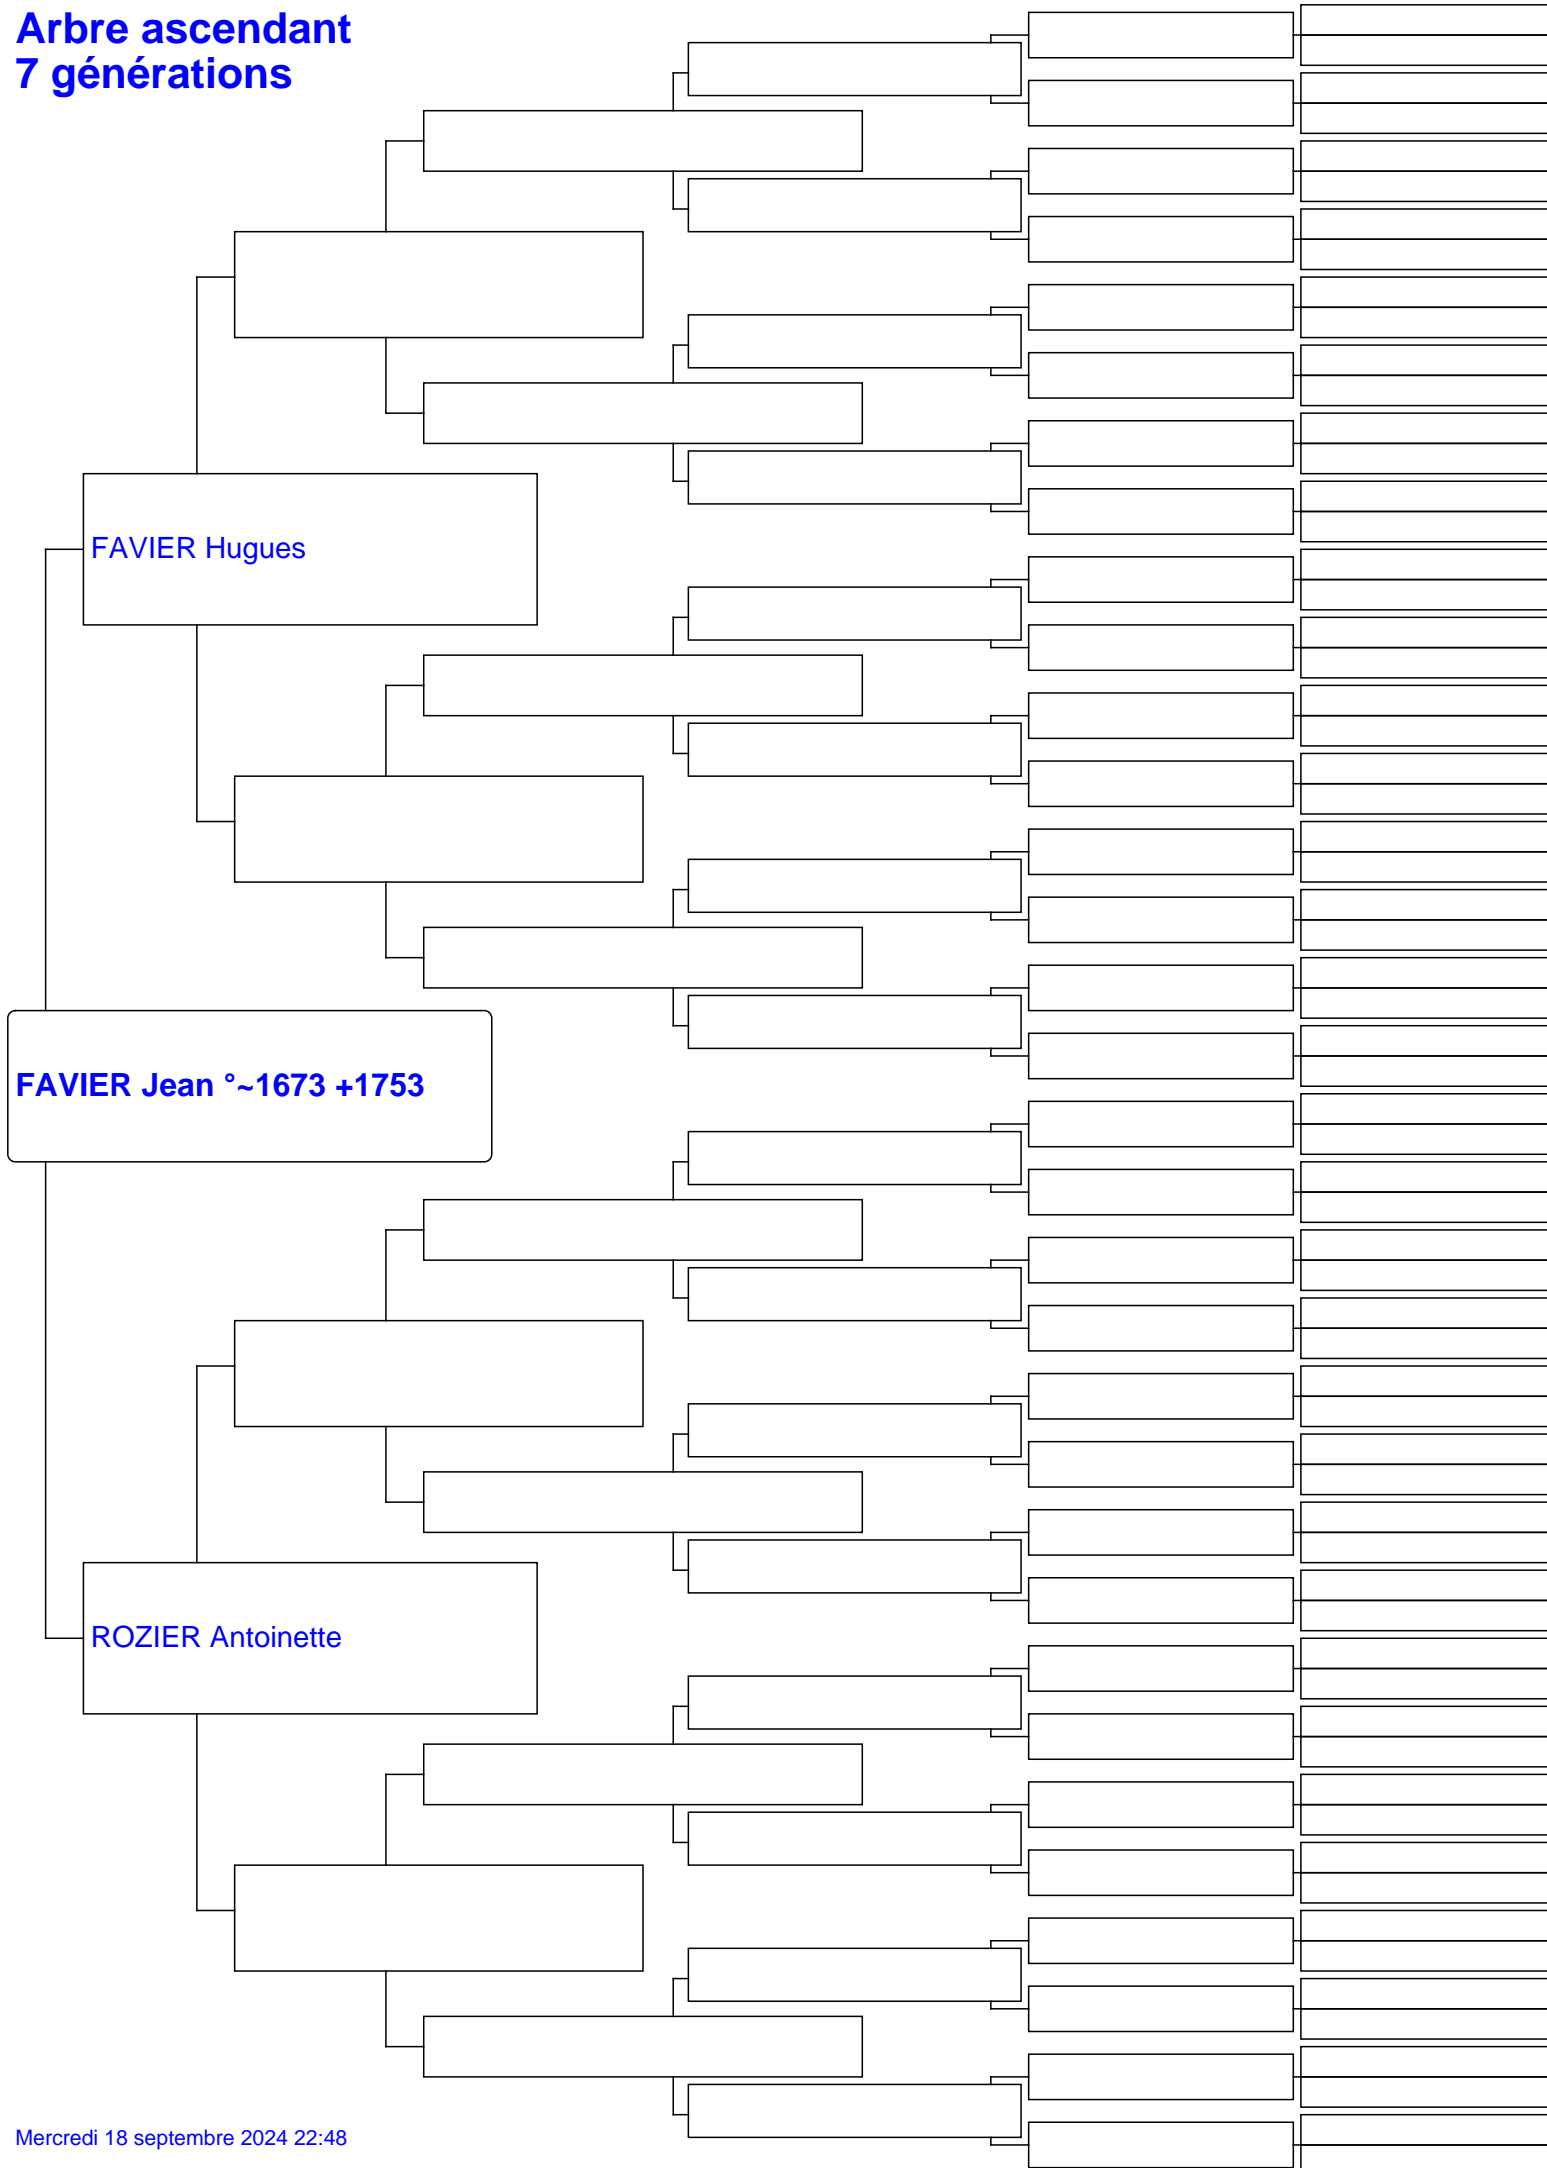 Arbre ascendant
7 générations
FAVIER Hugues
FAVIER Jean °~1673 +1753
ROZIER Antoinette
Mercredi 18 septembre 2024 22:48